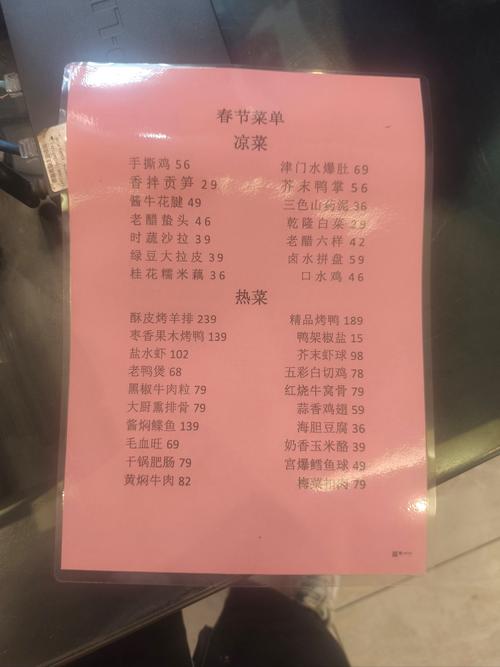 春节菜单
凉菜
手撕鸡 56 津门水爆肚 69
香拌贡笋 29 芥末鸭掌 56
酱牛花腱 49 三色山药泥 36
老醋蛰头 46 乾隆白菜 29
时蔬沙拉 39 老醋六样 42
绿豆大拉皮 39 卤水拼盘 59
桂花糯米藕 36 口水鸡 46
热菜
酥皮烤羊排 239 精品烤鸭 189
枣香果木烤鸭 139 鸭架椒盐 15
盐水虾 102 芥末虾球 98
老鸭煲 68 五彩白切鸡 78
黑椒牛肉粒 79 红烧牛窝骨 79
大厨熏排骨 79 蒜香鸡翅 59
酱焖鲽鱼 139 海胆豆腐 36
毛血旺 69 奶香玉米酪 39
干锅肥肠 79 宫爆鳕鱼球 49
黄焖牛肉 82 梅菜扣肉 79